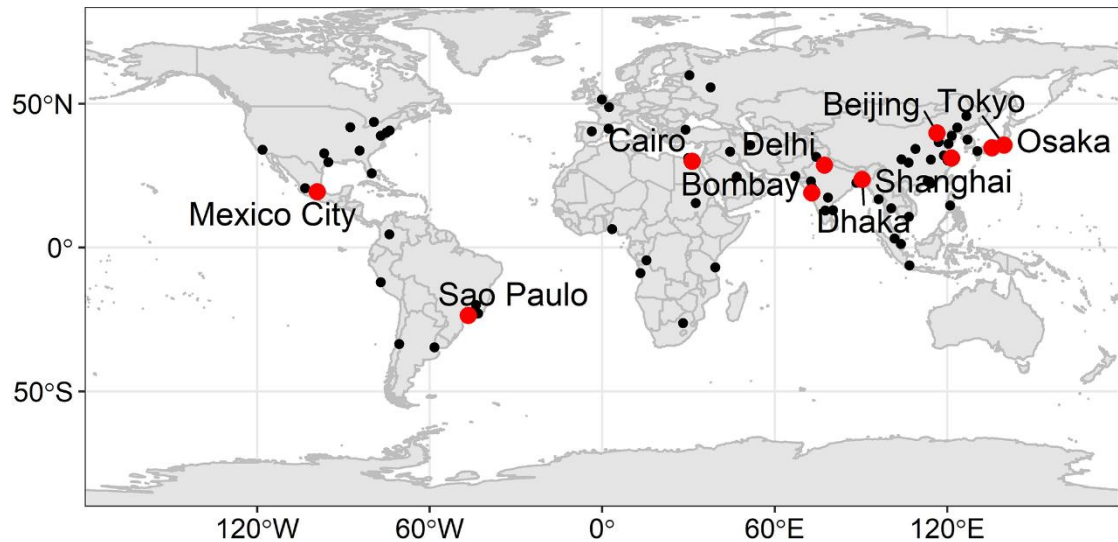 50°N
Beijing
Tokyo
Cairo
Delhi
Osaka
Bombay
Shanghai
Mexico City
Dhaka
0°
Sao Paulo
50°S
120°W
60°W
0°
60°E
120°E